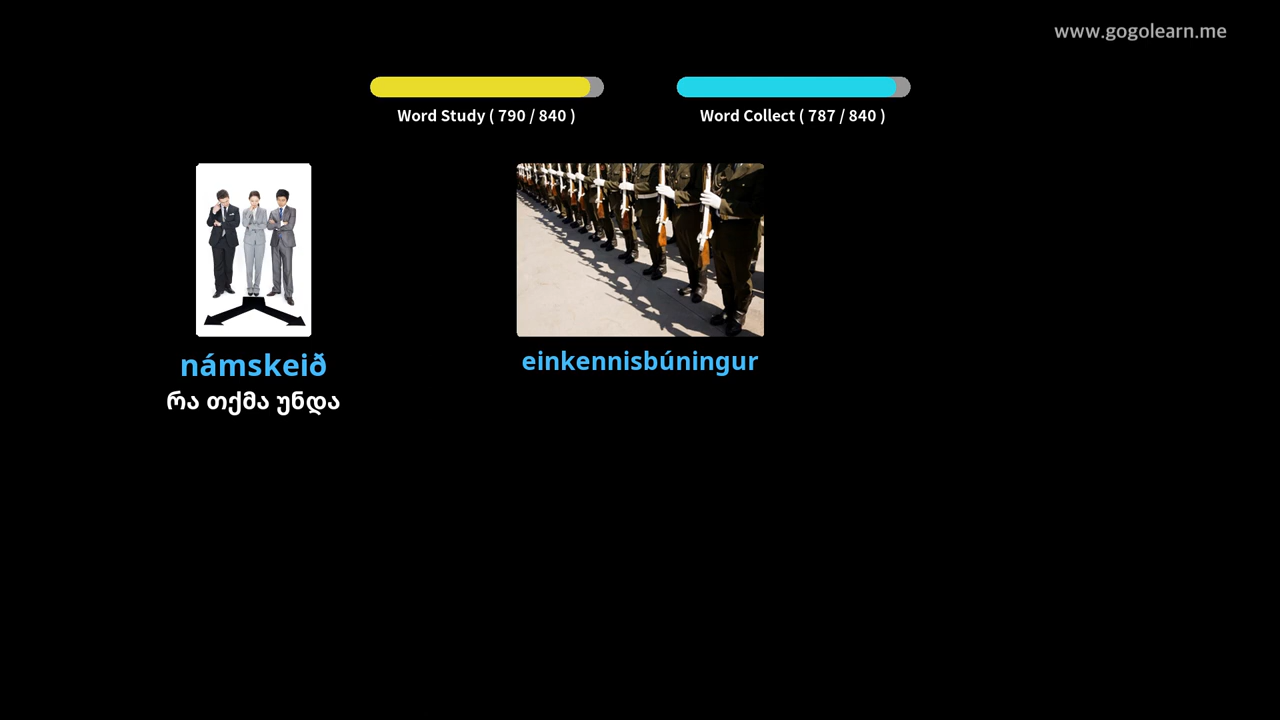 www.gogolearn.me
Word Study ( 790 / 840 )
Word Collect ( 787 / 840 )
námskeið
რა თქმა უნდა
einkennisbúningur